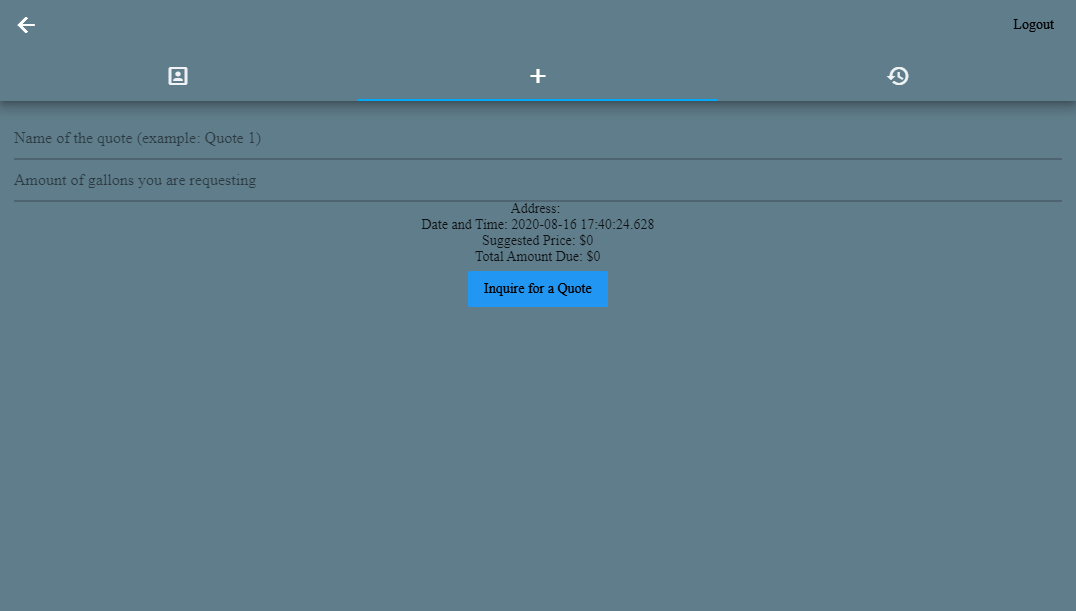 Logout
Name of the quote (example: Quote 1)
Amount of gallons you are requesting
Address:
Date and Time: 2020-08-16 17:40:24.628
Suggested Price: $0
Total Amount Due: $0
Inquire for a Quote